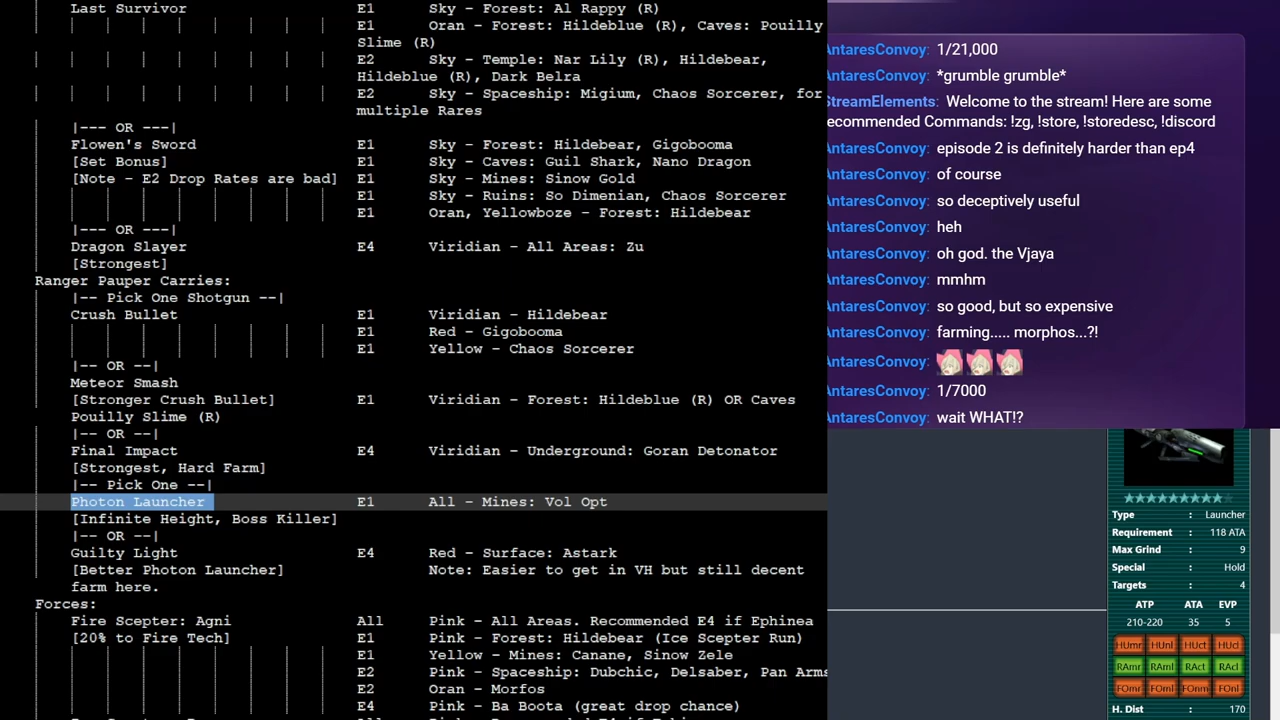 Last Survivor E1 Sky - Forest: Al Rappy (R)
E1 Oran - Forest: Hildeblue (R), Caves: Pouilly
Slime (R)
E2 Sky - Temple: Nar Lily (R), Hildebear,
Hildeblue (R), Dark Belra
E2 Sky - Spaceship: Migium, Chaos Sorcerer, for
multiple Rares
|--- OR ---|
Flowen's Sword E1 Sky - Forest: Hildebear, Gigobooma
[Set Bonus] E1 Sky - Caves: Guil Shark, Nano Dragon
[Note - E2 Drop Rates are bad] E1 Sky - Mines: Sinow Gold
E1 Sky - Ruins: So Dimenian, Chaos Sorcerer
E1 Oran, Yellowboze - Forest: Hildebear
|--- OR ---|
Dragon Slayer E4 Viridian - All Areas: Zu
[Strongest]
Ranger Pauper Carries:
|-- Pick One Shotgun --|
Crush Bullet E1 Viridian - Hildebear
E1 Red - Gigobooma
E1 Yellow - Chaos Sorcerer
|-- OR --|
Meteor Smash
[Stronger Crush Bullet] E1 Viridian - Forest: Hildeblue (R) OR Caves
Pouilly Slime (R)
|-- OR --|
Final Impact E4 Viridian - Underground: Goran Detonator
[Strongest, Hard Farm]
|-- Pick One --|
Photon Launcher E1 All - Mines: Vol Opt
[Infinite Height, Boss Killer]
|-- OR --|
Guilty Light E4 Red - Surface: Astark
[Better Photon Launcher] Note: Easier to get in VH but still decent
farm here.
Forces:
Fire Scepter: Agni All Pink - All Areas. Recommended E4 if Ephinea
[20% to Fire Tech] E1 Pink - Forest: Hildebear (Ice Scepter Run)
E1 Yellow - Mines: Canane, Sinow Zele
E2 Pink - Spaceship: Dubchic, Delsaber, Pan Arms
E2 Oran - Morfos
E4 Pink - Ba Boota (great drop chance)
AntaresConvoy: 1/21,000
AntaresConvoy: *grumble grumble*
StreamElements: Welcome to the stream! Here are some
recommended Commands: !zg, !store, !storedesc, !discord
AntaresConvoy: episode 2 is definitely harder than ep4
AntaresConvoy: of course
AntaresConvoy: so deceptively useful
AntaresConvoy: heh
AntaresConvoy: oh god. the Vjaya
AntaresConvoy: mmhm
AntaresConvoy: so good, but so expensive
AntaresConvoy: farming..... morphos...?!
AntaresConvoy:
AntaresConvoy: 1/7000
AntaresConvoy: wait WHAT!?
Type : Launcher
Requirement : 118 ATA
Max Grind : 9
Special : Hold
Targets : 4
ATP ATA EVP
210-220 35 5
HUmr HUnl HUct HUcl
RAmr RAml RAct RAcl
FOmr FOml FOnm FOnl
H. Dist : 170